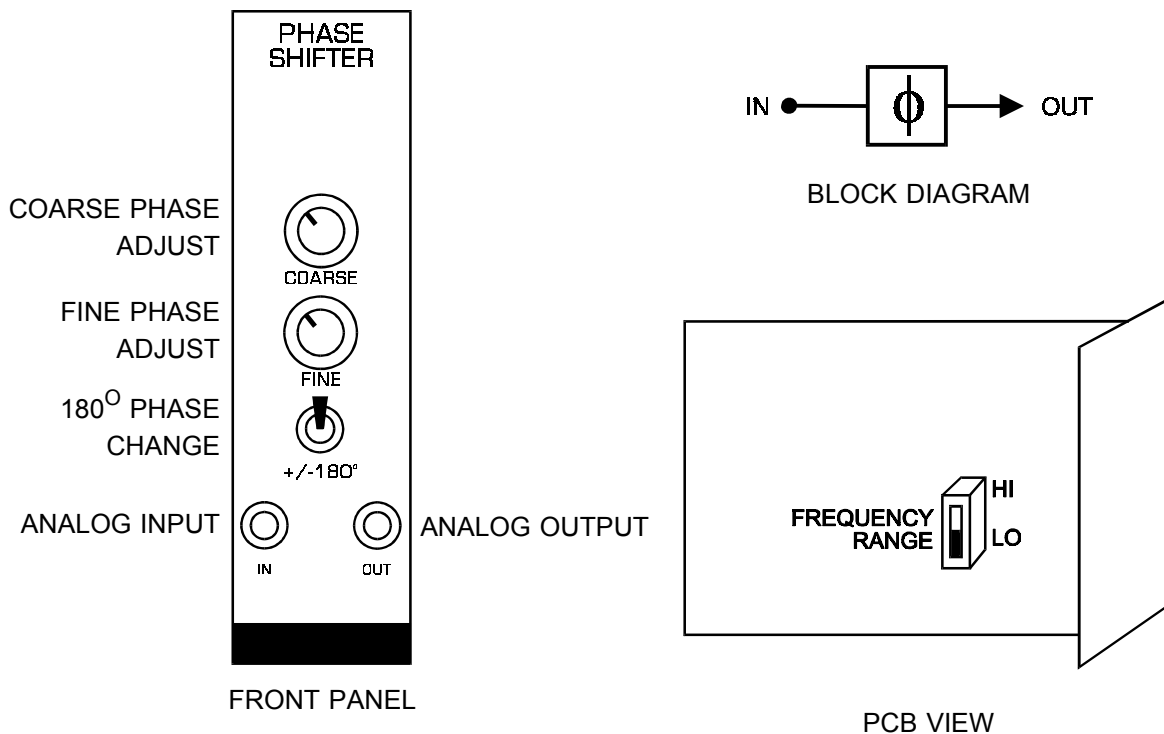 PHASE
SHIFTER
COARSE PHASE
ADJUST
COARSE
FINE PHASE
ADJUST
FINE
180O PHASE
CHANGE
+/-180°
ANALOG INPUT
ANALOG OUTPUT
IN
OUT
FRONT PANEL
IN
ϕ
OUT
BLOCK DIAGRAM
FREQUENCY
RANGE
HI
LO
PCB VIEW